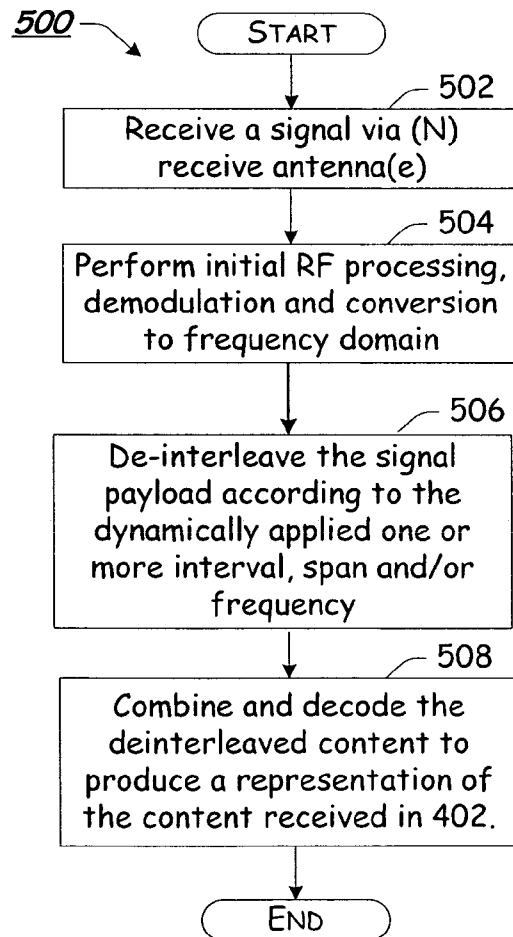 500
START
502
Receive a signal via (N)
receive antenna(e)
504
Perform initial RF processing,
demodulation and conversion
to frequency domain
506
De-interleave the signal
payload according to the
dynamically applied one or
more interval, span and/or
frequency
508
Combine and decode the
deinterleaved content to
produce a representation of
the content received in 402.
END